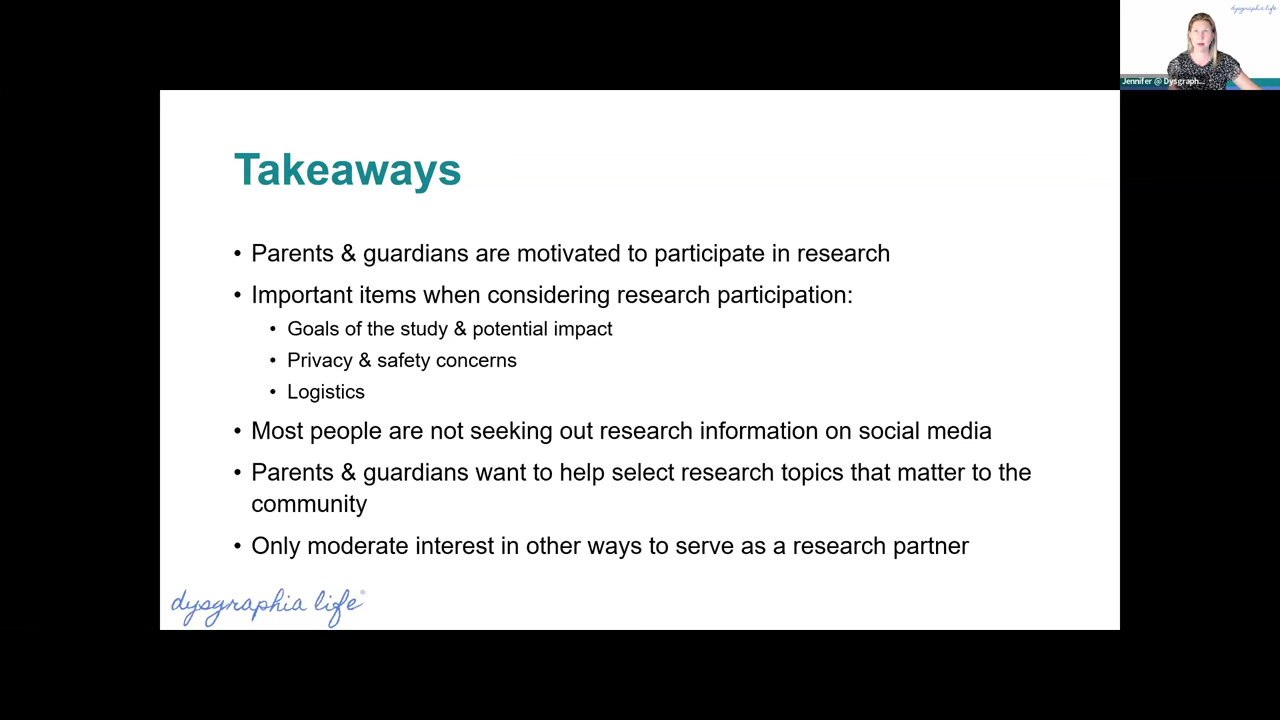 dysgraphia life
Jennifer @ Dysgraph...
Takeaways
• Parents & guardians are motivated to participate in research
• Important items when considering research participation:
• Goals of the study & potential impact
• Privacy & safety concerns
• Logistics
• Most people are not seeking out research information on social media
• Parents & guardians want to help select research topics that matter to the
community
• Only moderate interest in other ways to serve as a research partner
dysgraphia life®